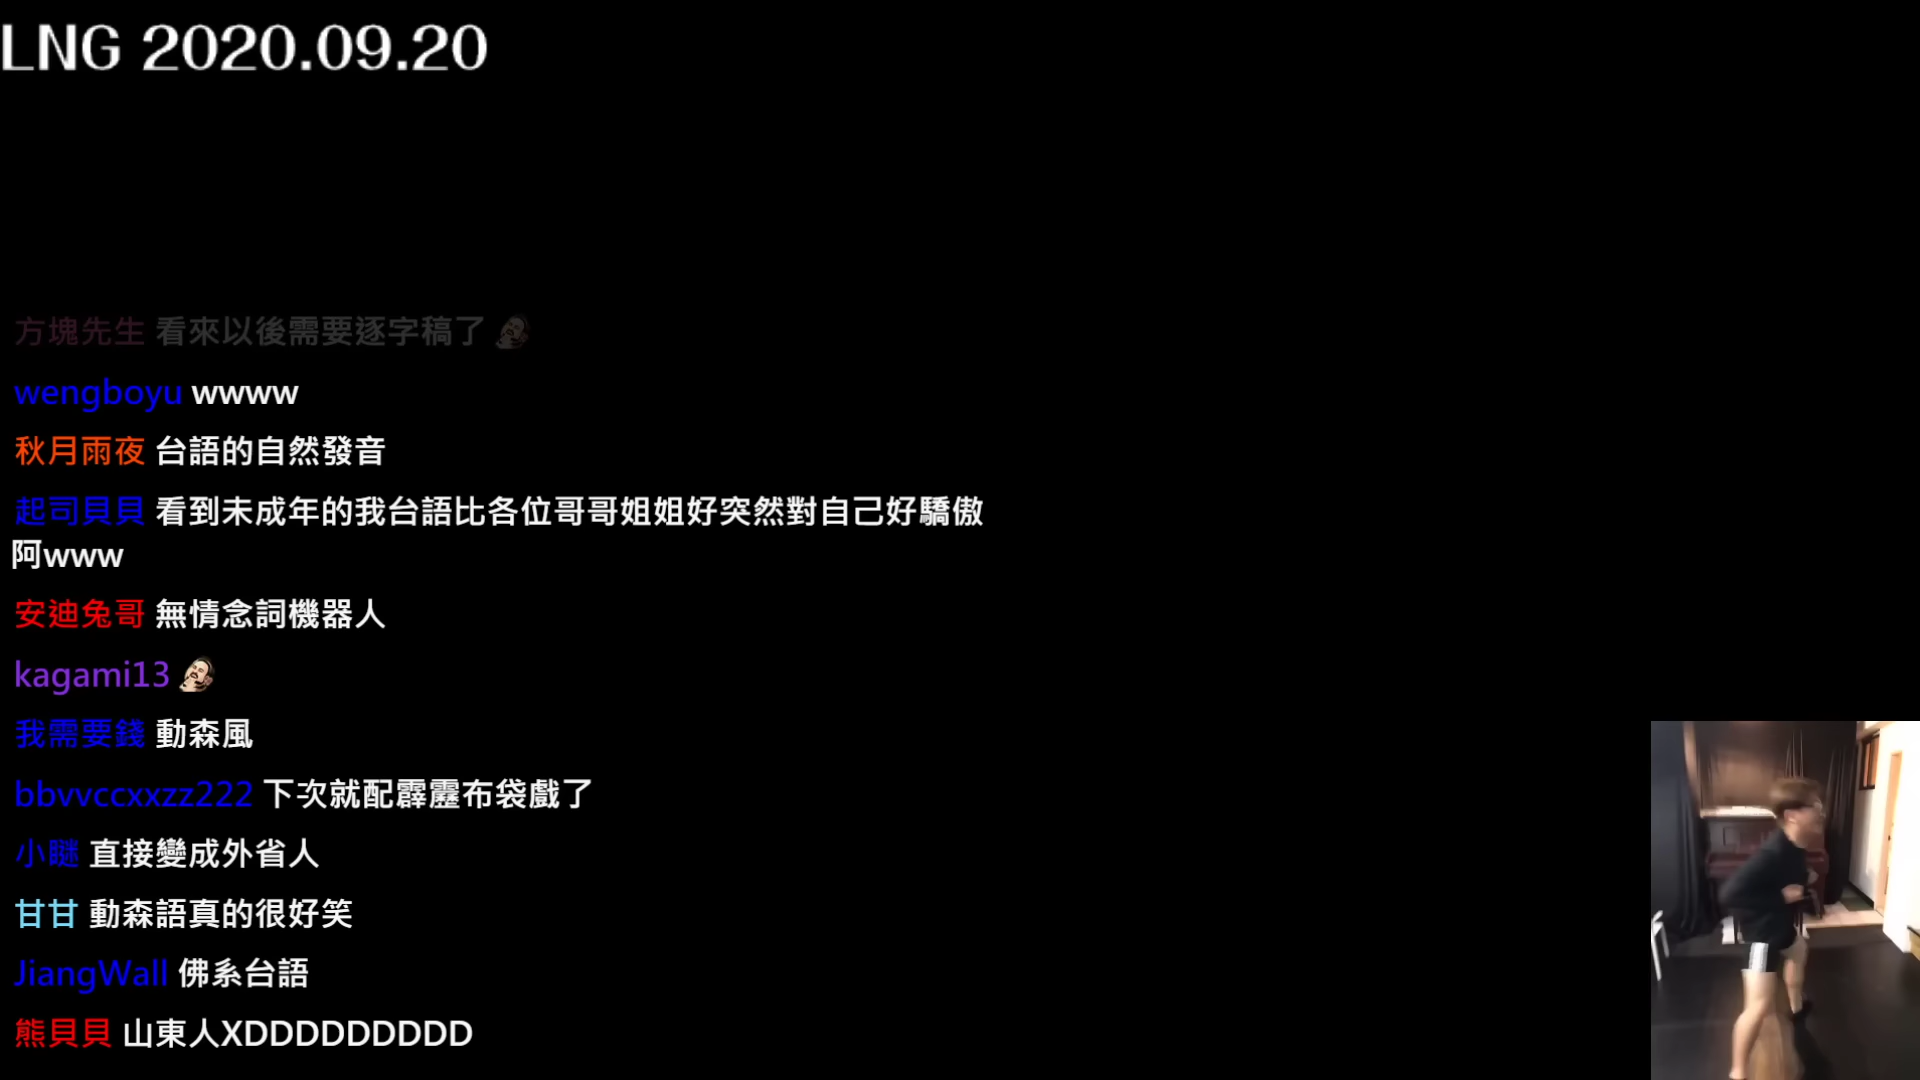 LNG 2020.09.20
方塊先生 看來以後需要逐字稿了
wengboyu wwww
秋月雨夜 台語的自然發音
起司貝貝 看到未成年的我台語比各位哥哥姐姐好突然對自己好驕傲
阿www
安迪兔哥 無情念詞機器人
kagami13
我需要錢 動森風
bbvvccxxzz222 下次就配霹靂布袋戲了
小瞇 直接變成外省人
甘甘 動森語真的很好笑
JiangWall 佛系台語
熊貝貝 山東人XDDDDDDDDD